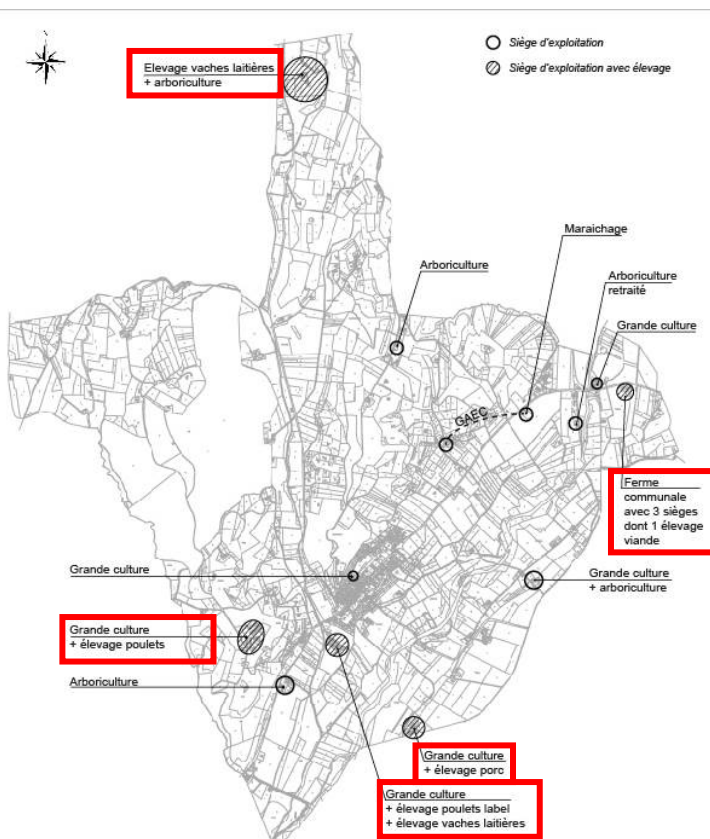 Elevage vaches laitières
+ arboriculture
Siège d'exploitation
Siège d'exploitation avec élevage
Maraichage
Arboriculture
Arboriculture
retraité
Grande culture
GAEC
Ferme
communale
avec 3 sièges
dont 1 élevage
viande
Grande culture
Grande culture
+ arboriculture
Grande culture
+ élevage poulets
Arboriculture
Grande culture
+ élevage porc
Grande culture
+ élevage poulets label
+ élevage vaches laitières